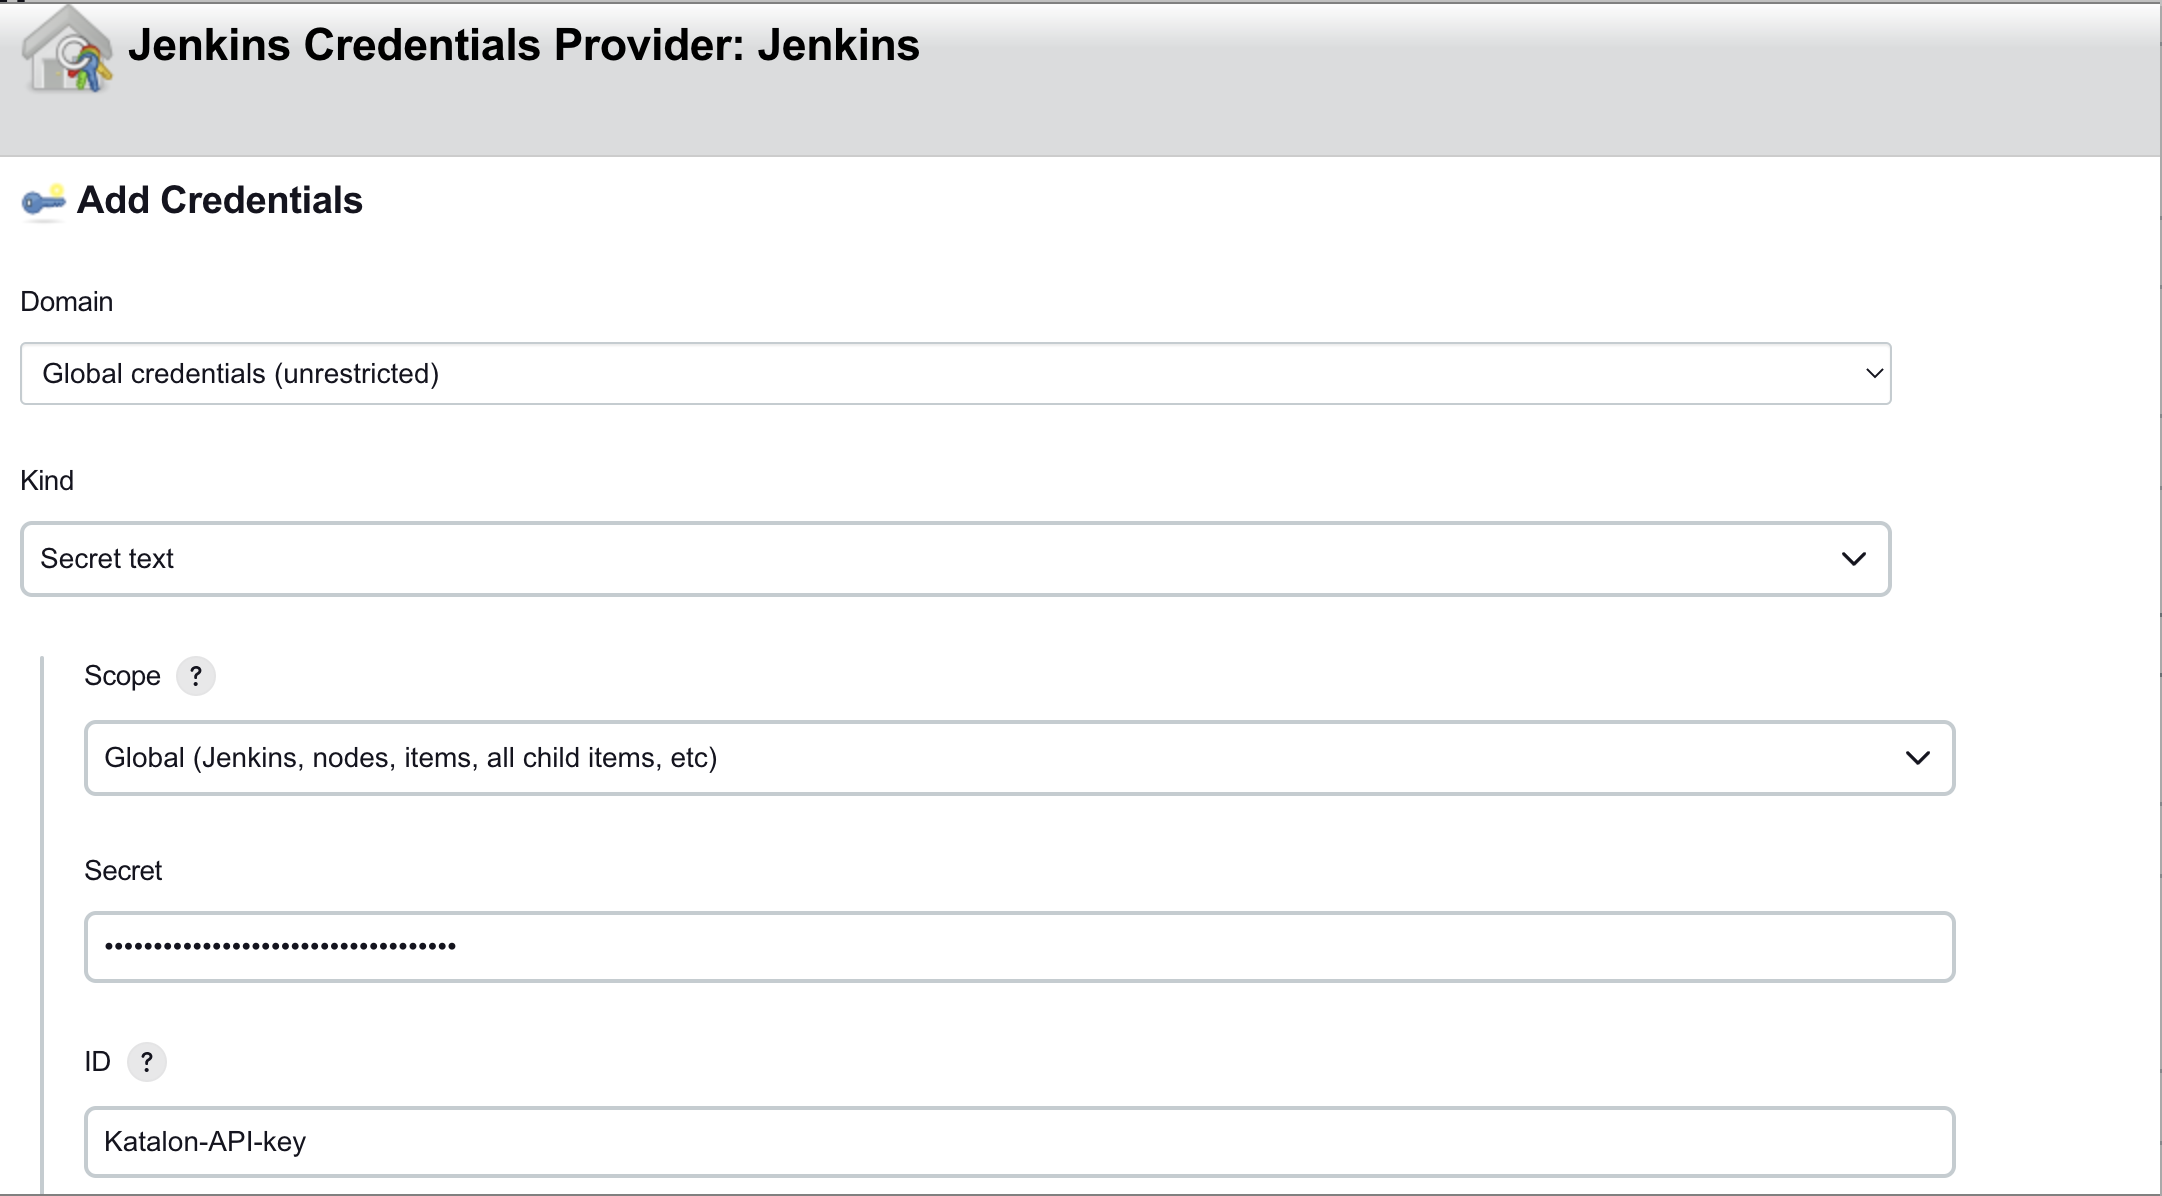 Jenkins Credentials Provider: Jenkins
Add Credentials
Domain
Global credentials (unrestricted)
Kind
Secret text
Scope ?
Global (Jenkins, nodes, items, all child items, etc)
Secret
••••••••••••••••••••••••••••••••••••
ID ?
Katalon-API-key